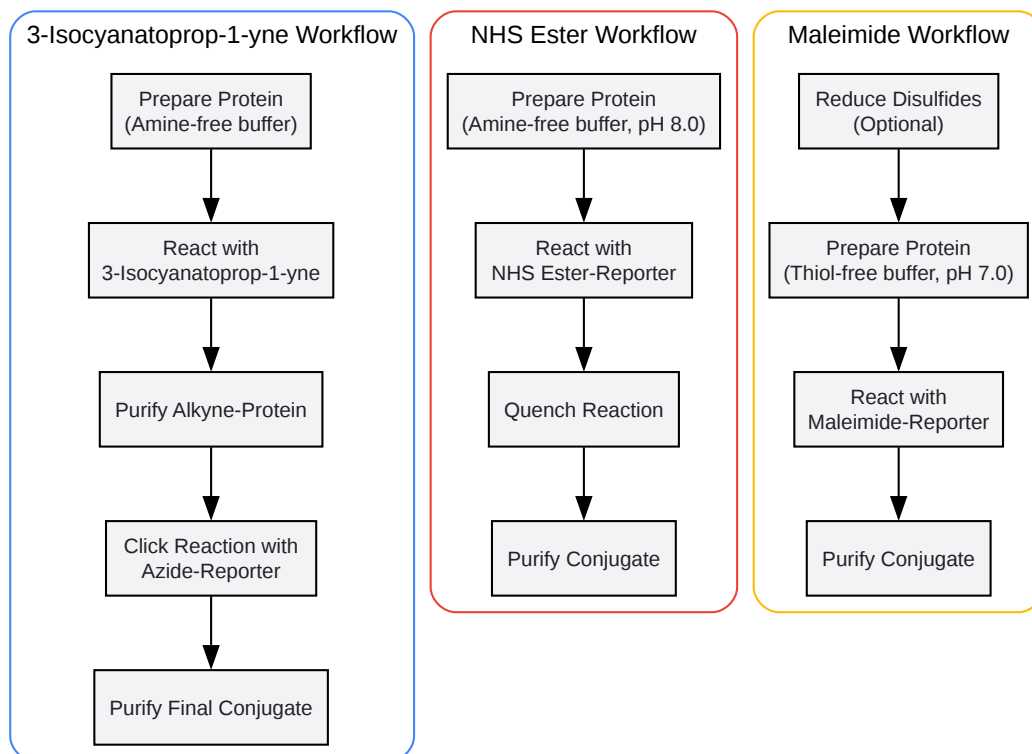 3-Isocyanatoprop-1-yne Workflow
Prepare Protein
(Amine-free buffer)
React with
3-Isocyanatoprop-1-yne
Purify Alkyne-Protein
Click Reaction with
Azide-Reporter
Purify Final Conjugate
NHS Ester Workflow
Prepare Protein
(Amine-free buffer, pH 8.0)
React with
NHS Ester-Reporter
Quench Reaction
Purify Conjugate
Maleimide Workflow
Reduce Disulfides
(Optional)
Prepare Protein
(Thiol-free buffer, pH 7.0)
React with
Maleimide-Reporter
Purify Conjugate